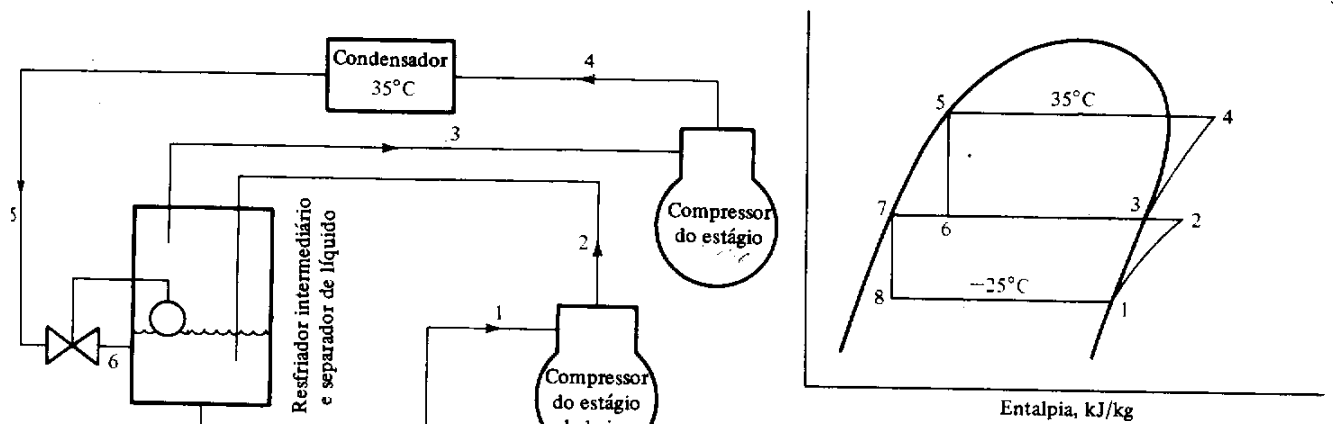 Condensador
35°C
4
3
5
Resfriador intermediário
e separador de líquido
2
Compressor
do estágio
1
6
Compressor
do estágio
5
35°C
4
7
6
3
2
8
−25°C
1
Entalpia, kJ/kg